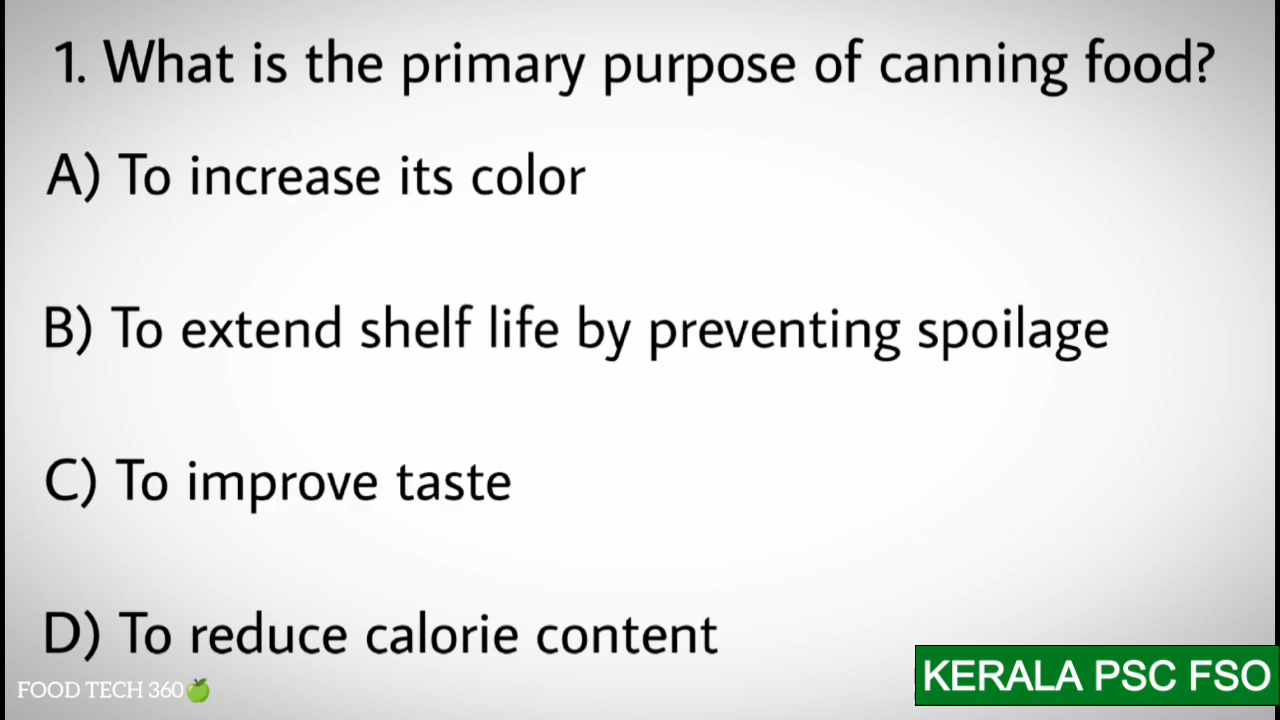 1. What is the primary purpose of canning food?
A) To increase its color
B) To extend shelf life by preventing spoilage
C) To improve taste
D) To reduce calorie content
FOOD TECH 360🍏
KERALA PSC FSO